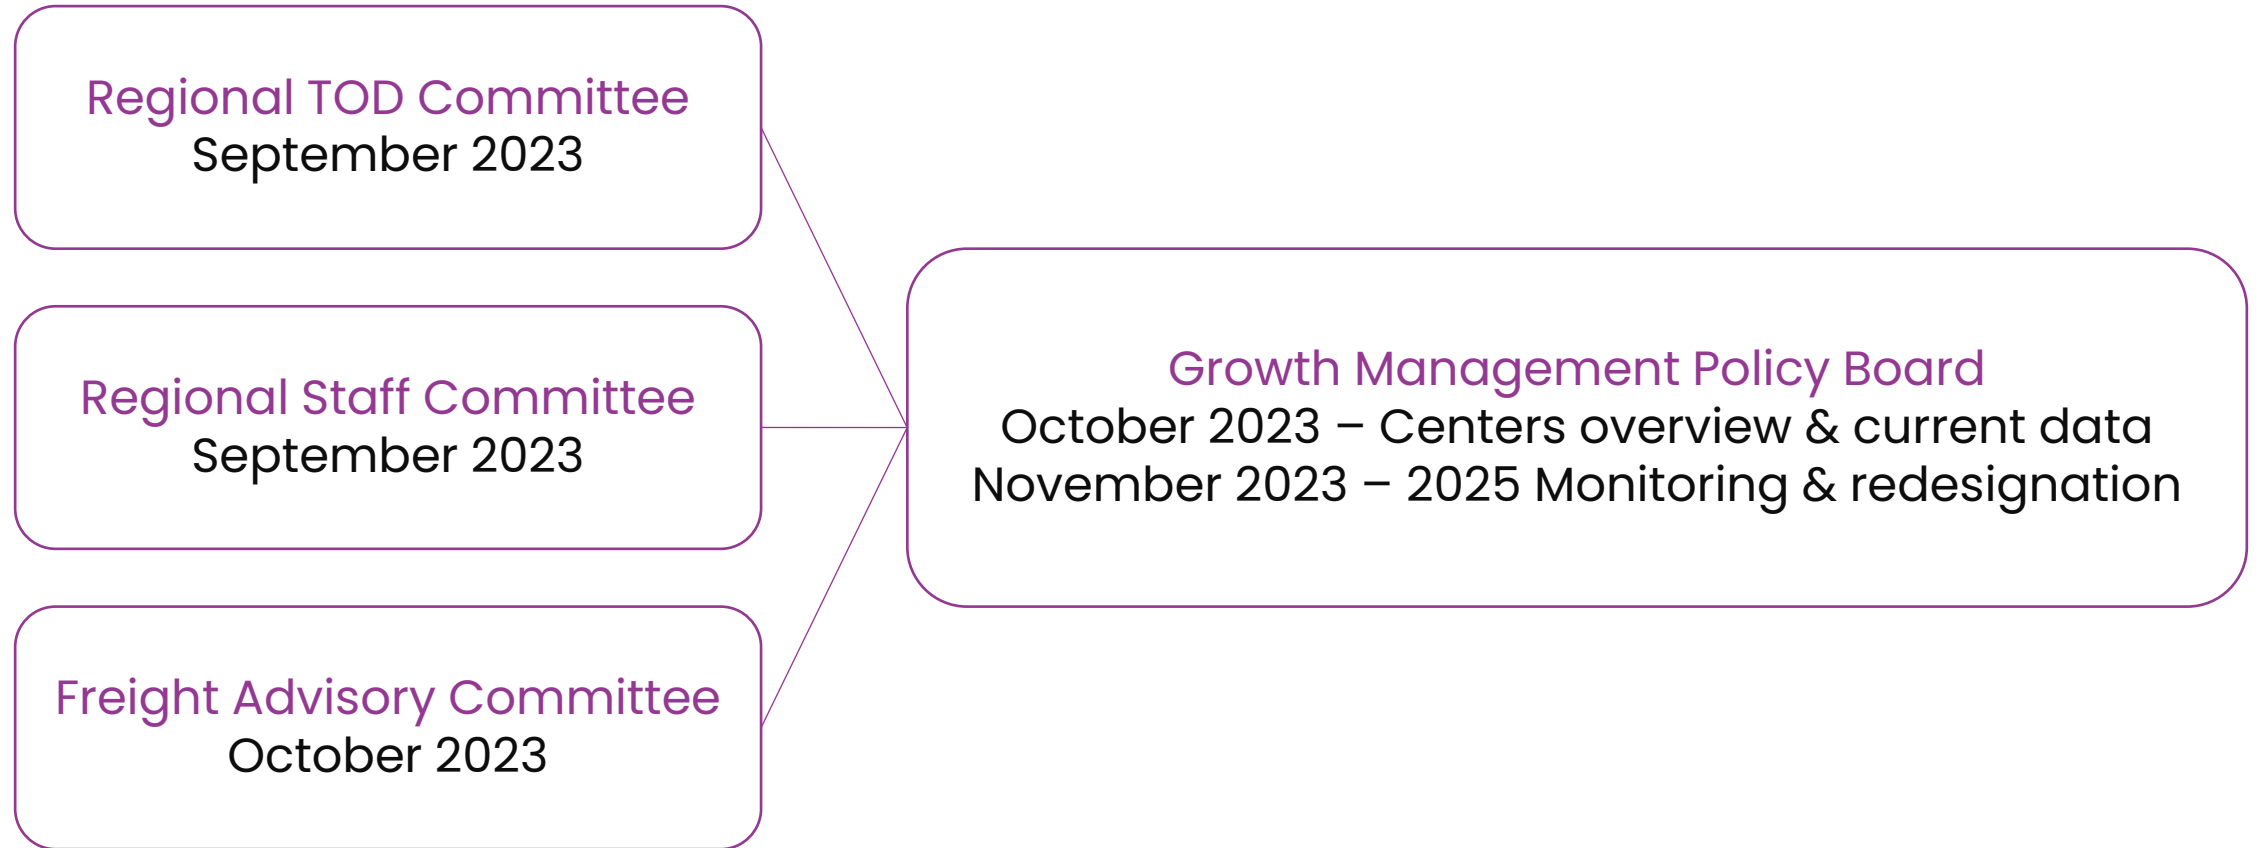 Regional TOD Committee
September 2023
Regional Staff Committee
September 2023
Freight Advisory Committee
October 2023
Growth Management Policy Board
October 2023 – Centers overview & current data
November 2023 – 2025 Monitoring & redesignation